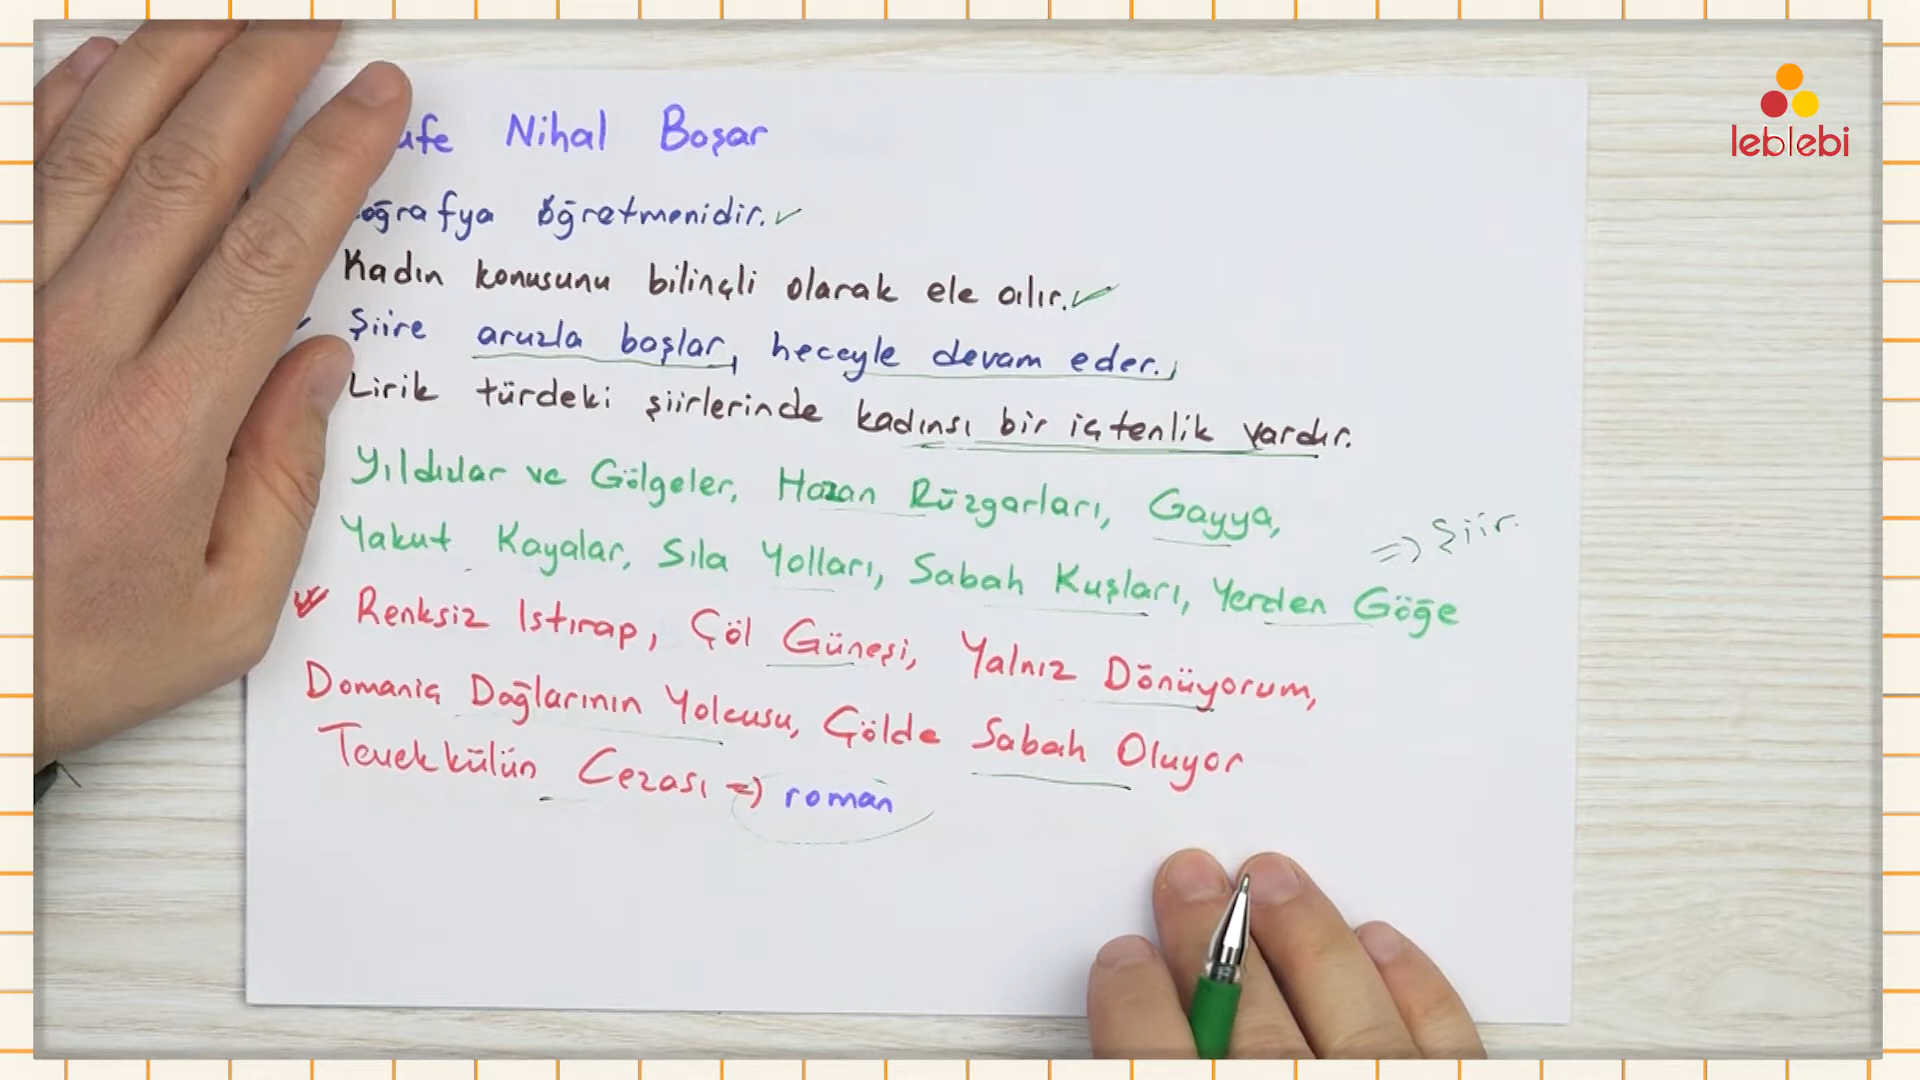 leblebi
ufe Nihal Başar
oğrafya öğretmenidir.
Kadın konusunu bilinçli olarak ele alır.
Şiire aruzla başlar, heceyle devam eder.
Lirik türdeki şiirlerinde kadınsı bir içtenlik vardır.
Yıldızlar ve Gölgeler, Hazan Rüzgarları, Gayya,
Yakut Kayalar, Sıla Yolları, Sabah Kuşları, Yerden Göğe
=> Şiir.
Renksiz Istırap, Çöl Güneşi, Yalnız Dönüyorum,
Domaniç Dağlarının Yolcusu, Çölde Sabah Oluyor
Tevekkülün Cezası => roman